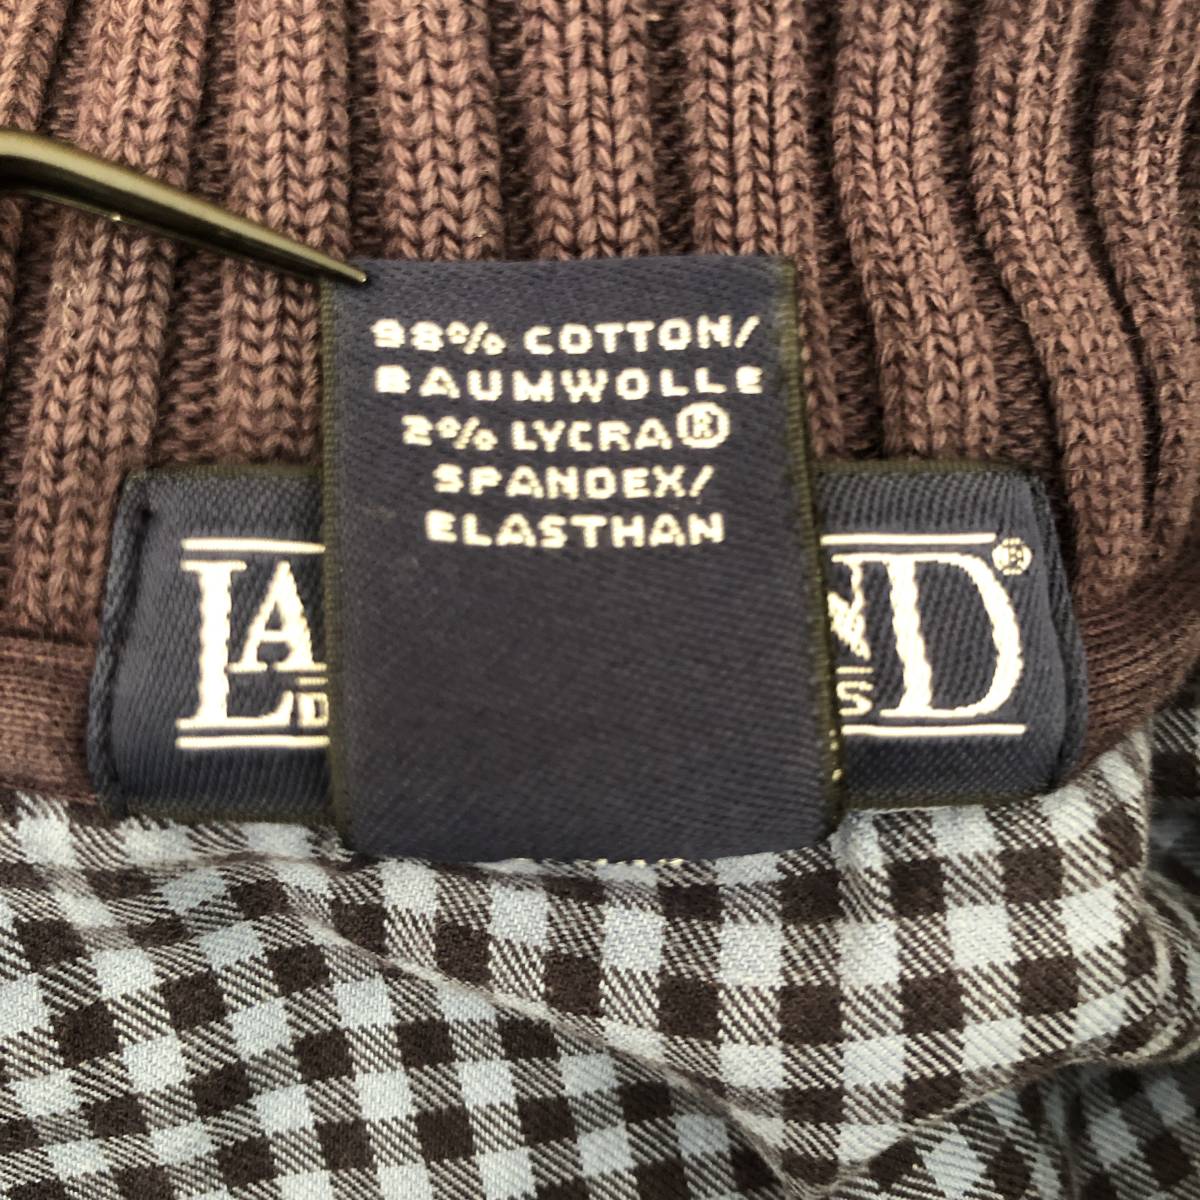 98% COTTON/
BAUMWOLLE
2% LYCRA®
SPANDEX/
ELASTHAN